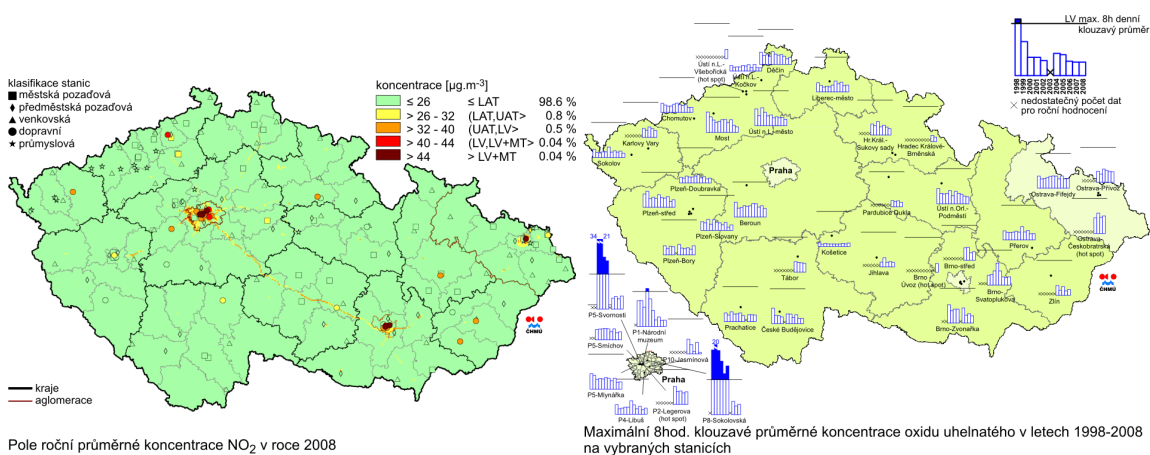 klasifikace stanic
městská pozaďová
předměstská pozaďová
venkovská
dopravní
průmyslová
koncentrace [µg.m-3]
≤ 26 ≤ LAT 98.6 %
> 26 - 32 (LAT,UAT> 0.8 %
> 32 - 40 (UAT,LV> 0.5 %
> 40 - 44 (LV,LV+MT> 0.04 %
> 44 > LV+MT 0.04 %
ČHMÚ
kraje
aglomerace
Pole roční průměrné koncentrace NO2 v roce 2008
LV max. 8h denní
klouzavý průměr
1998
1999
2000
2001
2002
2003
2004
2005
2006
2007
2008
nedostatečný počet dat
pro roční hodnocení
Ústí n.L.-
Všebořická
(hot spot)
Ústí n.L.-
Kočkov
Děčín
Liberec-město
Chomutov
Most
Ústí n.L.-město
Karlovy Vary
Sokolov
Hr.Král.-
Sukovy sady
Hradec Králové-
Brněnská
Praha
Plzeň-Doubravka
Plzeň-střed
Plzeň-Slovany
Beroun
Pardubice Dukla
Ústí n.Orl.-
Podměstí
Ostrava-Fifejdy
Ostrava-Přívoz
Ostrava-
Českobratrská
(hot spot)
Přerov
Plzeň-Bory
Košetice
Tábor
Jihlava
Brno-střed
Brno
Úvoz (hot spot)
Brno-
Svatoplukova
Zlín
ČHMÚ
Prachatice
České Budějovice
Brno-Zvonařka
34 21
P5-Svornosti
P1-Národní
muzeum
P5-Smíchov
P10-Jasmínová
20
Praha
P5-Mlynářka
P4-Libuš
P2-Legerova
(hot spot)
P8-Sokolovská
Maximální 8hod. klouzavé průměrné koncentrace oxidu uhelnatého v letech 1998-2008
na vybraných stanicích